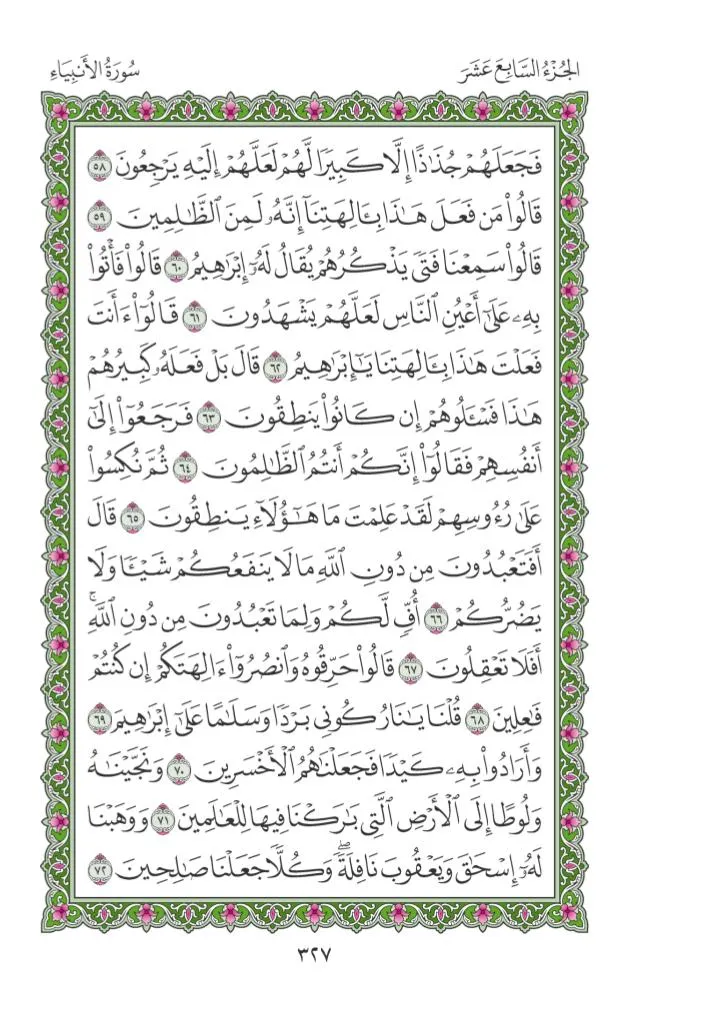 الجُزْءُ السَّابِعَ عَشَرَ
سُورَةُ الأَنبِيَاءِ
فَجَعَلَهُمْ جُذَٰذًا إِلَّا كَبِيرًا لَّهُمْ لَعَلَّهُمْ إِلَيْهِ يَرْجِعُونَ ٥٨
قَالُوا۟ مَن فَعَلَ هَٰذَا بِـَٔالِهَتِنَآ إِنَّهُۥ لَمِنَ ٱلظَّٰلِمِينَ ٥٩
قَالُوا۟ سَمِعْنَا فَتًى يَذْكُرُهُمْ يُقَالُ لَهُۥٓ إِبْرَٰهِيمُ ٦٠ قَالُوا۟ فَأْتُوا۟
بِهِۦ عَلَىٰٓ أَعْيُنِ ٱلنَّاسِ لَعَلَّهُمْ يَشْهَدُونَ ٦١ قَالُوٓا۟ ءَأَنتَ
فَعَلْتَ هَٰذَا بِـَٔالِهَتِنَا يَٰٓإِبْرَٰهِيمُ ٦٢ قَالَ بَلْ فَعَلَهُۥ كَبِيرُهُمْ
هَٰذَا فَسْـَٔلُوهُمْ إِن كَانُوا۟ يَنطِقُونَ ٦٣ فَرَجَعُوٓا۟ إِلَىٰٓ
أَنفُسِهِمْ فَقَالُوٓا۟ إِنَّكُمْ أَنتُمُ ٱلظَّٰلِمُونَ ٦٤ ثُمَّ نُكِسُوا۟
عَلَىٰ رُءُوسِهِمْ لَقَدْ عَلِمْتَ مَا هَٰٓؤُلَآءِ يَنطِقُونَ ٦٥ قَالَ
أَفَتَعْبُدُونَ مِن دُونِ ٱللَّهِ مَا لَا يَنفَعُكُمْ شَيْـًٔا وَلَا
يَضُرُّكُمْ ٦٦ أُفٍّ لَّكُمْ وَلِمَا تَعْبُدُونَ مِن دُونِ ٱللَّهِ ۚ
أَفَلَا تَعْقِلُونَ ٦٧ قَالُوا۟ حَرِّقُوهُ وَٱنصُرُوٓا۟ ءَالِهَتَكُمْ إِن كُنتُمْ
فَٰعِلِينَ ٦٨ قُلْنَا يَٰنَارُ كُونِى بَرْدًا وَسَلَٰمًا عَلَىٰٓ إِبْرَٰهِيمَ ٦٩
وَأَرَادُوا۟ بِهِۦ كَيْدًا فَجَعَلْنَٰهُمُ ٱلْأَخْسَرِينَ ٧٠ وَنَجَّيْنَٰهُ
وَلُوطًا إِلَى ٱلْأَرْضِ ٱلَّتِى بَٰرَكْنَا فِيهَا لِلْعَٰلَمِينَ ٧١ وَوَهَبْنَا
لَهُۥٓ إِسْحَٰقَ وَيَعْقُوبَ نَافِلَةً ۖ وَكُلًّا جَعَلْنَا صَٰلِحِينَ ٧٢
٣٢٧